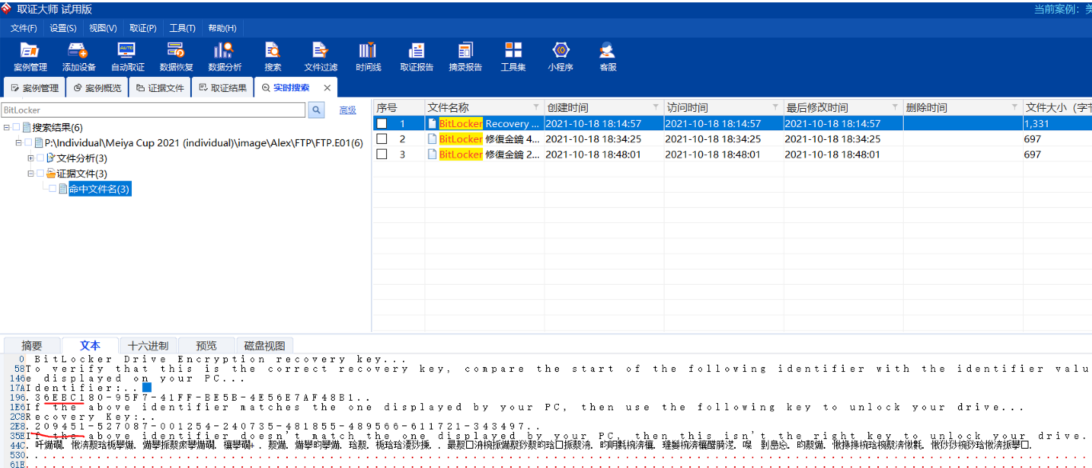 取证大师 试用版
当前案例：美
文件(F) 设置(S) 视图(V) 取证(P) 工具(T) 帮助(H)
案例管理 添加设备 自动取证 数据恢复 数据分析 搜索 文件过滤 时间线 取证报告 摘录报告 工具集 小程序 客服
案例管理 案例概览 证据文件 取证结果 实时搜索 ×
BitLocker 高级
搜索结果(6)
P:\Individual\Meiya Cup 2021 (individual)\image\Alex\FTP\FTP.E01(6)
文件分析(3)
证据文件(3)
命中文件名(3)
序号 文件名称 创建时间 访问时间 最后修改时间 删除时间 文件大小（字节
1 BitLocker Recovery ... 2021-10-18 18:14:57 2021-10-18 18:14:57 2021-10-18 18:14:57 1,331
2 BitLocker 修復金鑰 4... 2021-10-18 18:34:25 2021-10-18 18:34:25 2021-10-18 18:34:25 697
3 BitLocker 修復金鑰 2... 2021-10-18 18:48:01 2021-10-18 18:48:01 2021-10-18 18:48:01 697
摘要 文本 十六进制 预览 磁盘视图
0 BitLocker Drive Encryption recovery key...
58 To verify that this is the correct recovery key, compare the start of the following identifier with the identifier valu
146 e displayed on your PC...
17A Identifier:..
196 .36EBC180-95F7-41FF-BE5B-4E56E7AF48B1..
1E6 If the above identifier matches the one displayed by your PC, then use the following key to unlock your drive...
2C8 Recovery Key:..
2E8 .209451-527087-001254-240735-481855-489566-611721-343497..
35E If the above identifier doesn't match the one displayed by your PC, then this isn't the right key to unlock your drive.
44C
530
61E